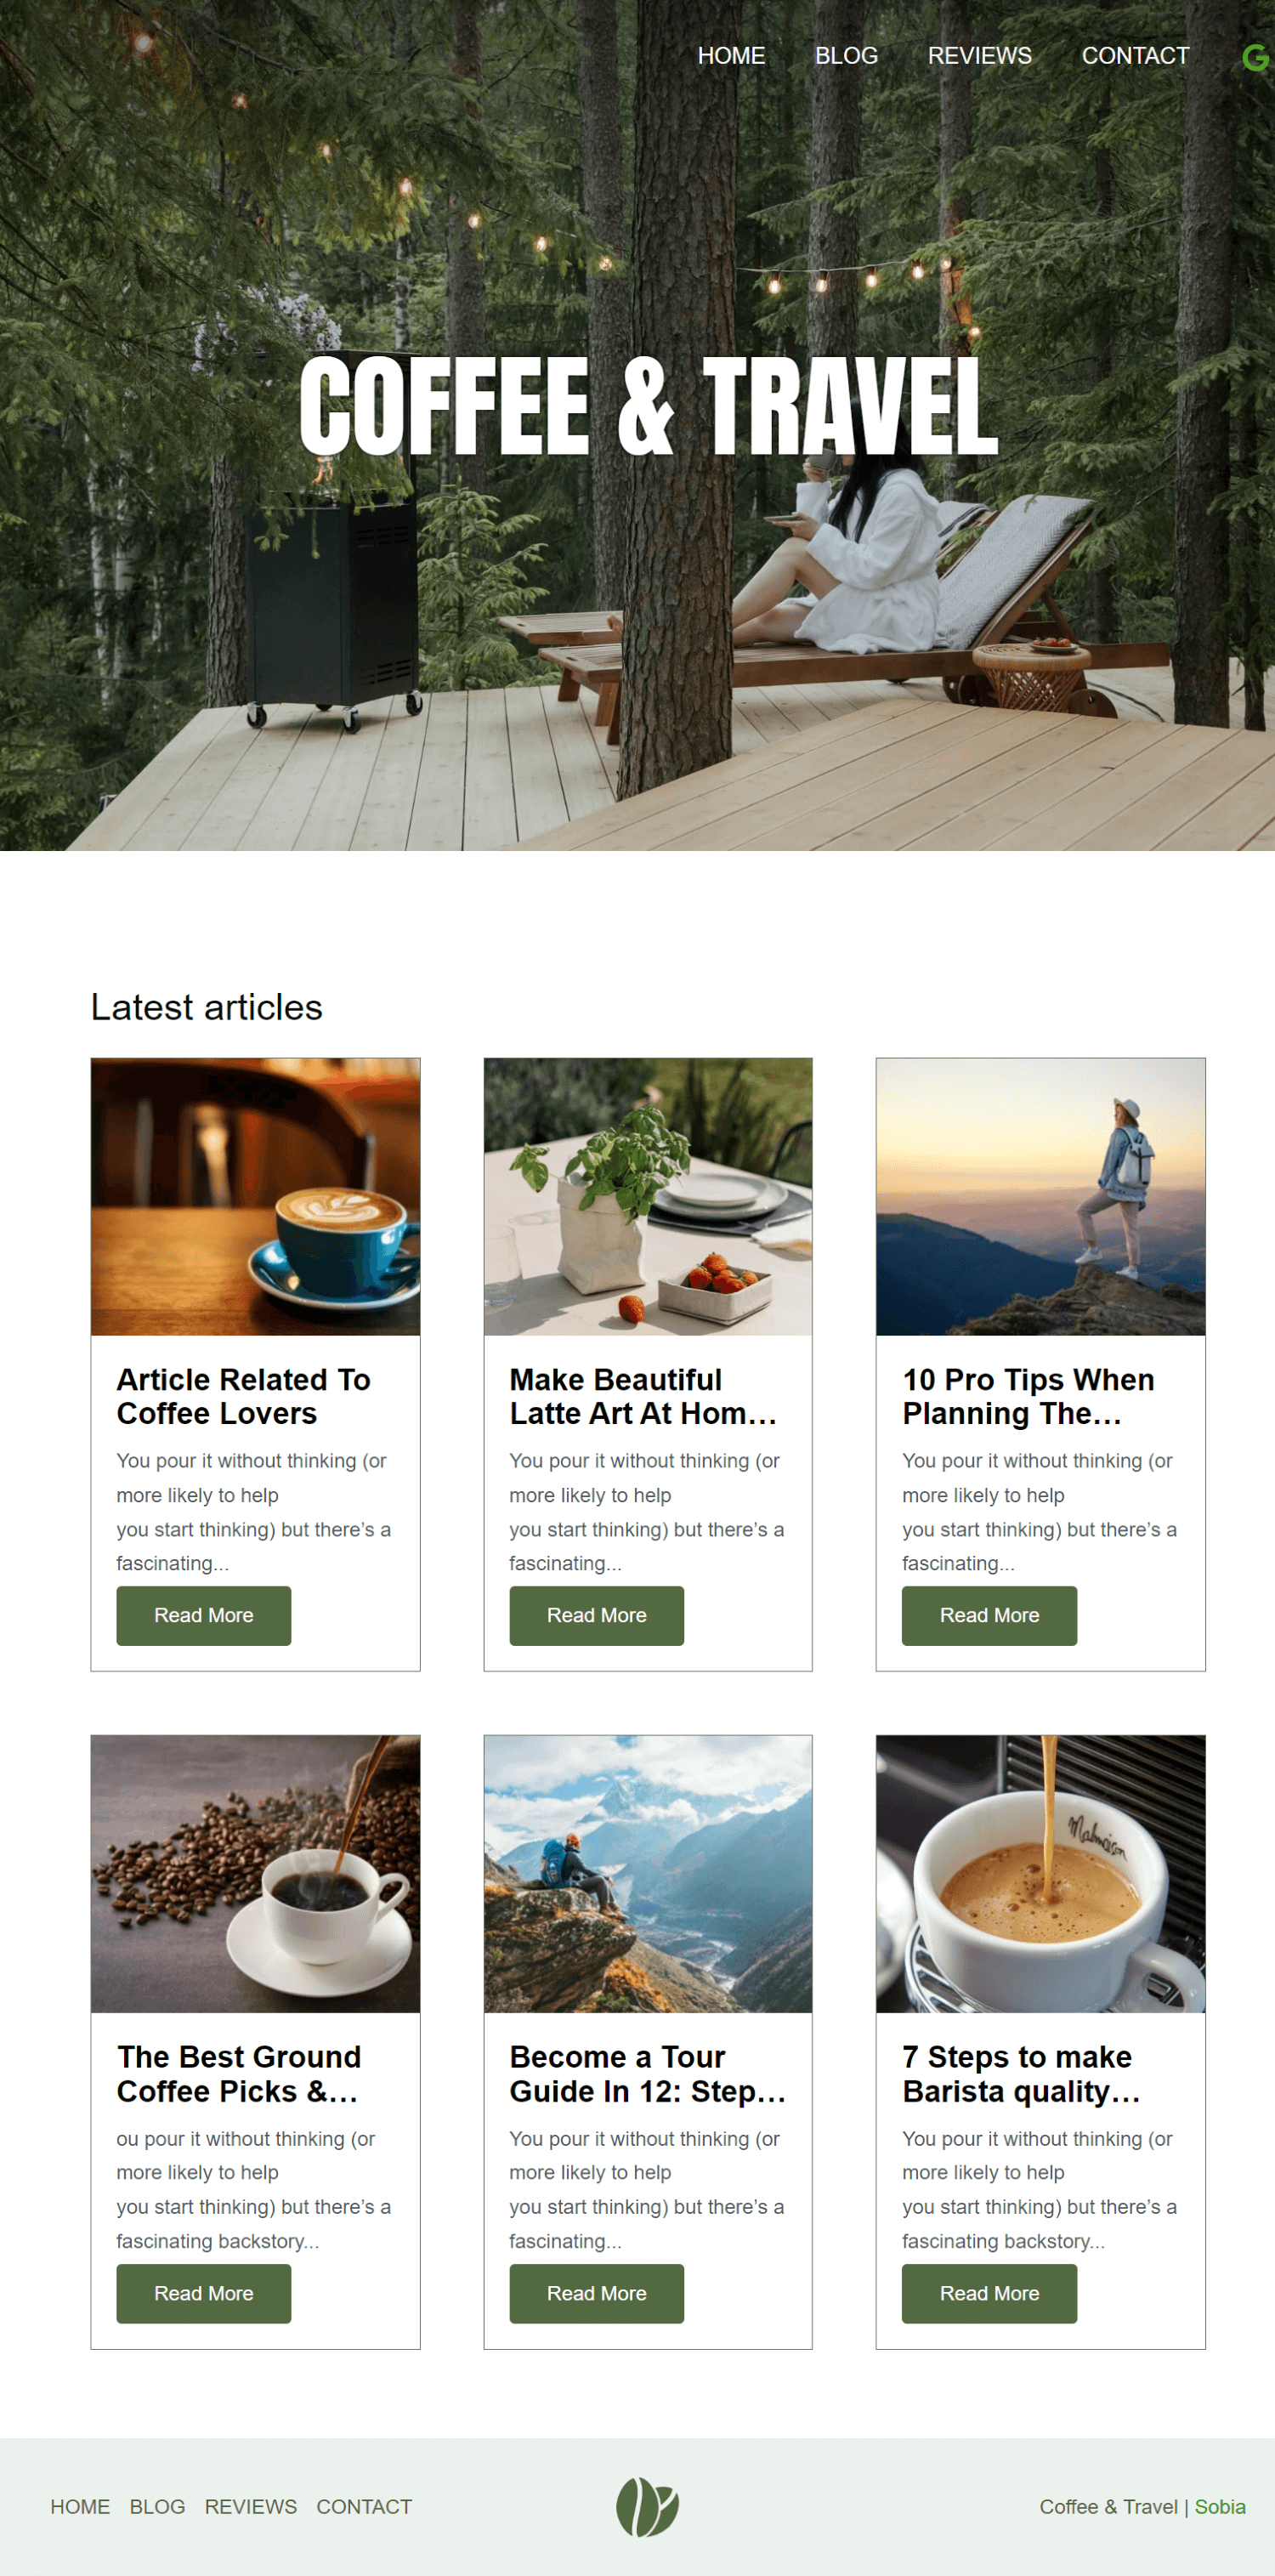 HOME BLOG REVIEWS CONTACT G
COFFEE & TRAVEL
Latest articles
Article Related To
Coffee Lovers
You pour it without thinking (or
more likely to help
you start thinking) but there’s a
fascinating...
Read More
Make Beautiful
Latte Art At Hom...
You pour it without thinking (or
more likely to help
you start thinking) but there’s a
fascinating...
Read More
10 Pro Tips When
Planning The...
You pour it without thinking (or
more likely to help
you start thinking) but there’s a
fascinating...
Read More
The Best Ground
Coffee Picks &...
ou pour it without thinking (or
more likely to help
you start thinking) but there’s a
fascinating backstory...
Read More
Become a Tour
Guide In 12: Step...
You pour it without thinking (or
more likely to help
you start thinking) but there’s a
fascinating...
Read More
Malmaison
7 Steps to make
Barista quality...
You pour it without thinking (or
more likely to help
you start thinking) but there’s a
fascinating backstory...
Read More
HOME BLOG REVIEWS CONTACT
Coffee & Travel | Sobia